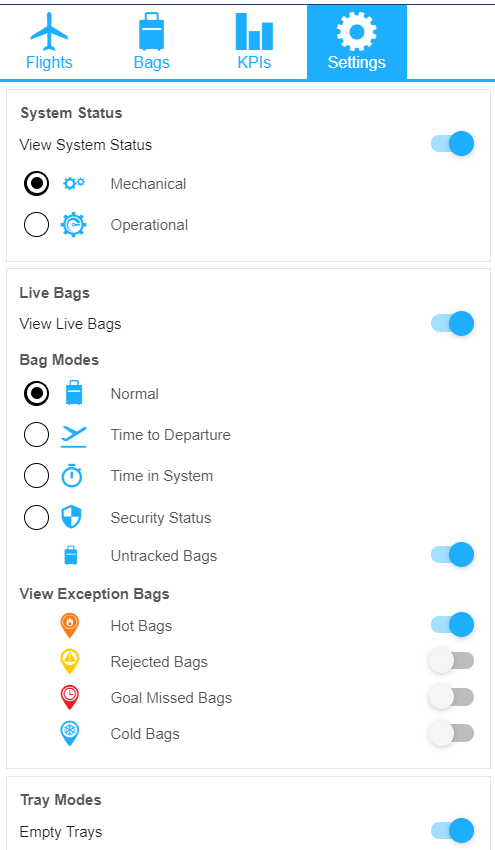 Flights Bags KPIs Settings
System Status
View System Status
Mechanical
Operational
Live Bags
View Live Bags
Bag Modes
Normal
Time to Departure
Time in System
Security Status
Untracked Bags
View Exception Bags
Hot Bags
Rejected Bags
Goal Missed Bags
Cold Bags
Tray Modes
Empty Trays